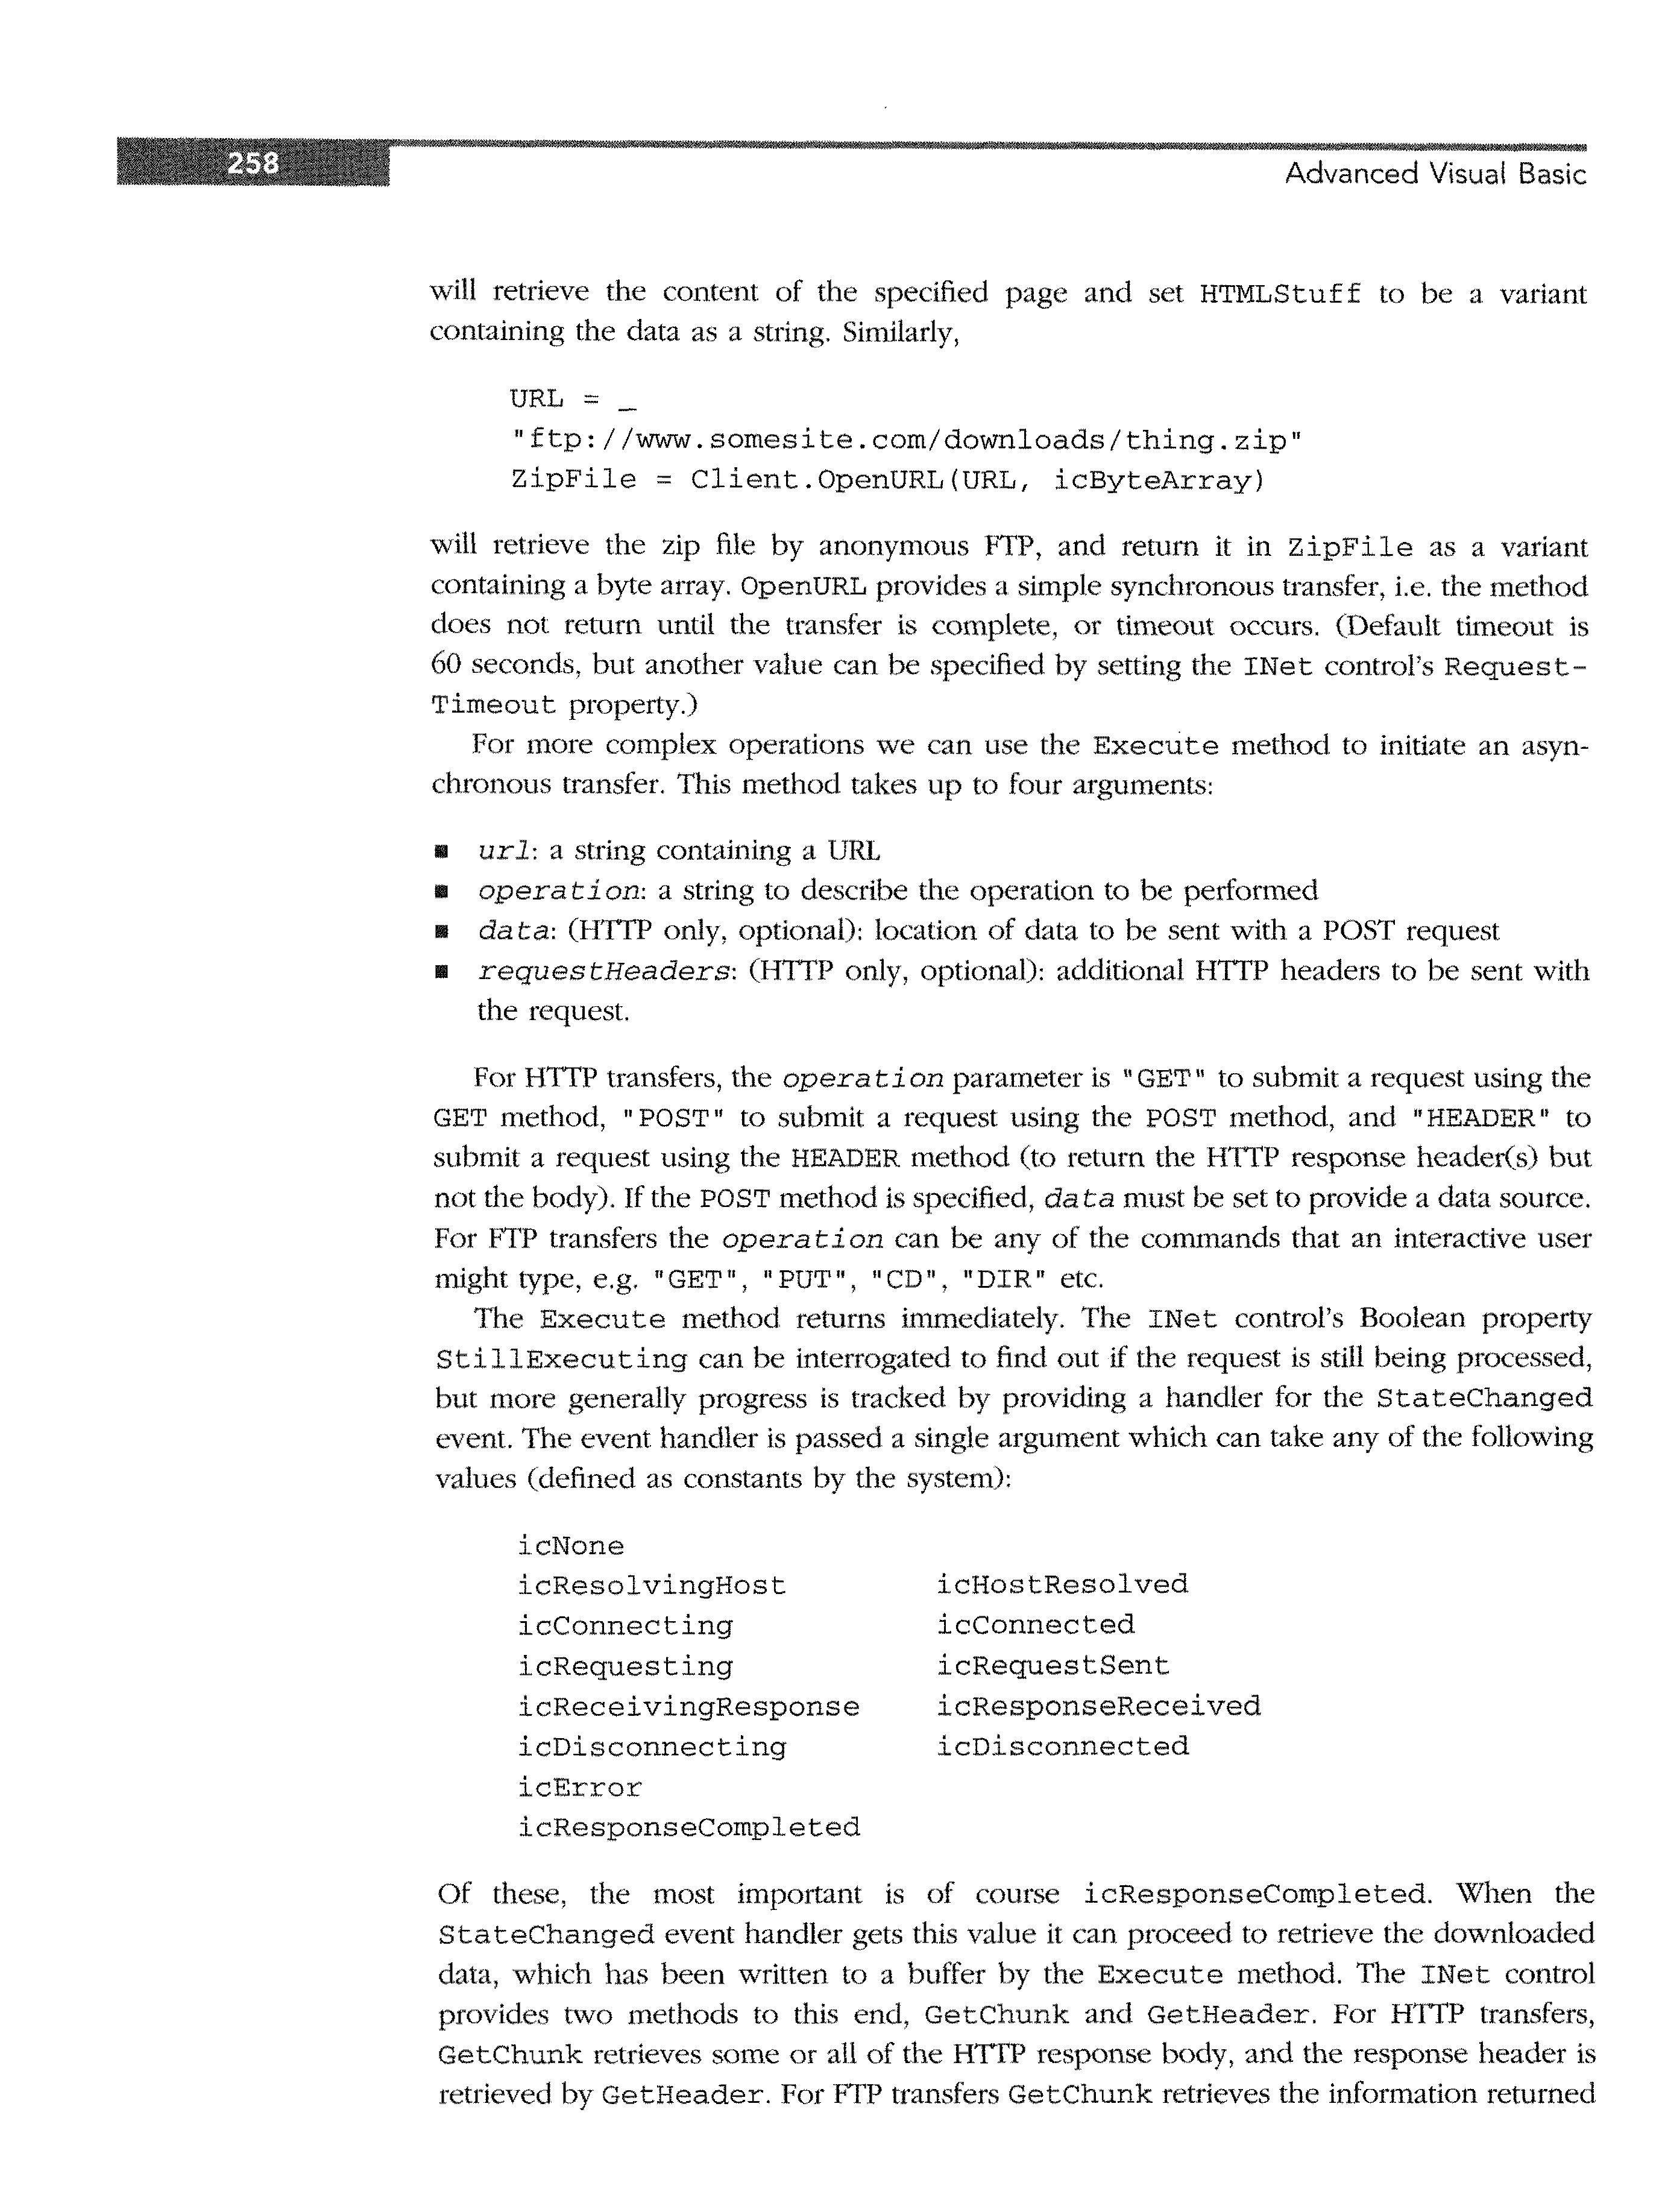 258
Advanced Visual Basic
will retrieve the content of the specified page and set HTMLStuff to be a variant
containing the data as a string. Similarly,
URL = _
"ftp://www.somesite.com/downloads/thing.zip"
ZipFile = Client.OpenURL(URL, icByteArray)
will retrieve the zip file by anonymous FTP, and return it in ZipFile as a variant
containing a byte array. OpenURL provides a simple synchronous transfer, i.e. the method
does not return until the transfer is complete, or timeout occurs. (Default timeout is
60 seconds, but another value can be specified by setting the INet control's Request-
Timeout property.)
For more complex operations we can use the Execute method to initiate an asyn-
chronous transfer. This method takes up to four arguments:
■ url: a string containing a URL
■ operation: a string to describe the operation to be performed
■ data: (HTTP only, optional): location of data to be sent with a POST request
■ requestHeaders: (HTTP only, optional): additional HTTP headers to be sent with
the request.
For HTTP transfers, the operation parameter is "GET" to submit a request using the
GET method, "POST" to submit a request using the POST method, and "HEADER" to
submit a request using the HEADER method (to return the HTTP response header(s) but
not the body). If the POST method is specified, data must be set to provide a data source.
For FTP transfers the operation can be any of the commands that an interactive user
might type, e.g. "GET", "PUT", "CD", "DIR" etc.
The Execute method returns immediately. The INet control's Boolean property
StillExecuting can be interrogated to find out if the request is still being processed,
but more generally progress is tracked by providing a handler for the StateChanged
event. The event handler is passed a single argument which can take any of the following
values (defined as constants by the system):
icNone
icResolvingHost icHostResolved
icConnecting icConnected
icRequesting icRequestSent
icReceivingResponse icResponseReceived
icDisconnecting icDisconnected
icError
icResponseCompleted
Of these, the most important is of course icResponseCompleted. When the
StateChanged event handler gets this value it can proceed to retrieve the downloaded
data, which has been written to a buffer by the Execute method. The INet control
provides two methods to this end, GetChunk and GetHeader. For HTTP transfers,
GetChunk retrieves some or all of the HTTP response body, and the response header is
retrieved by GetHeader. For FTP transfers GetChunk retrieves the information returned